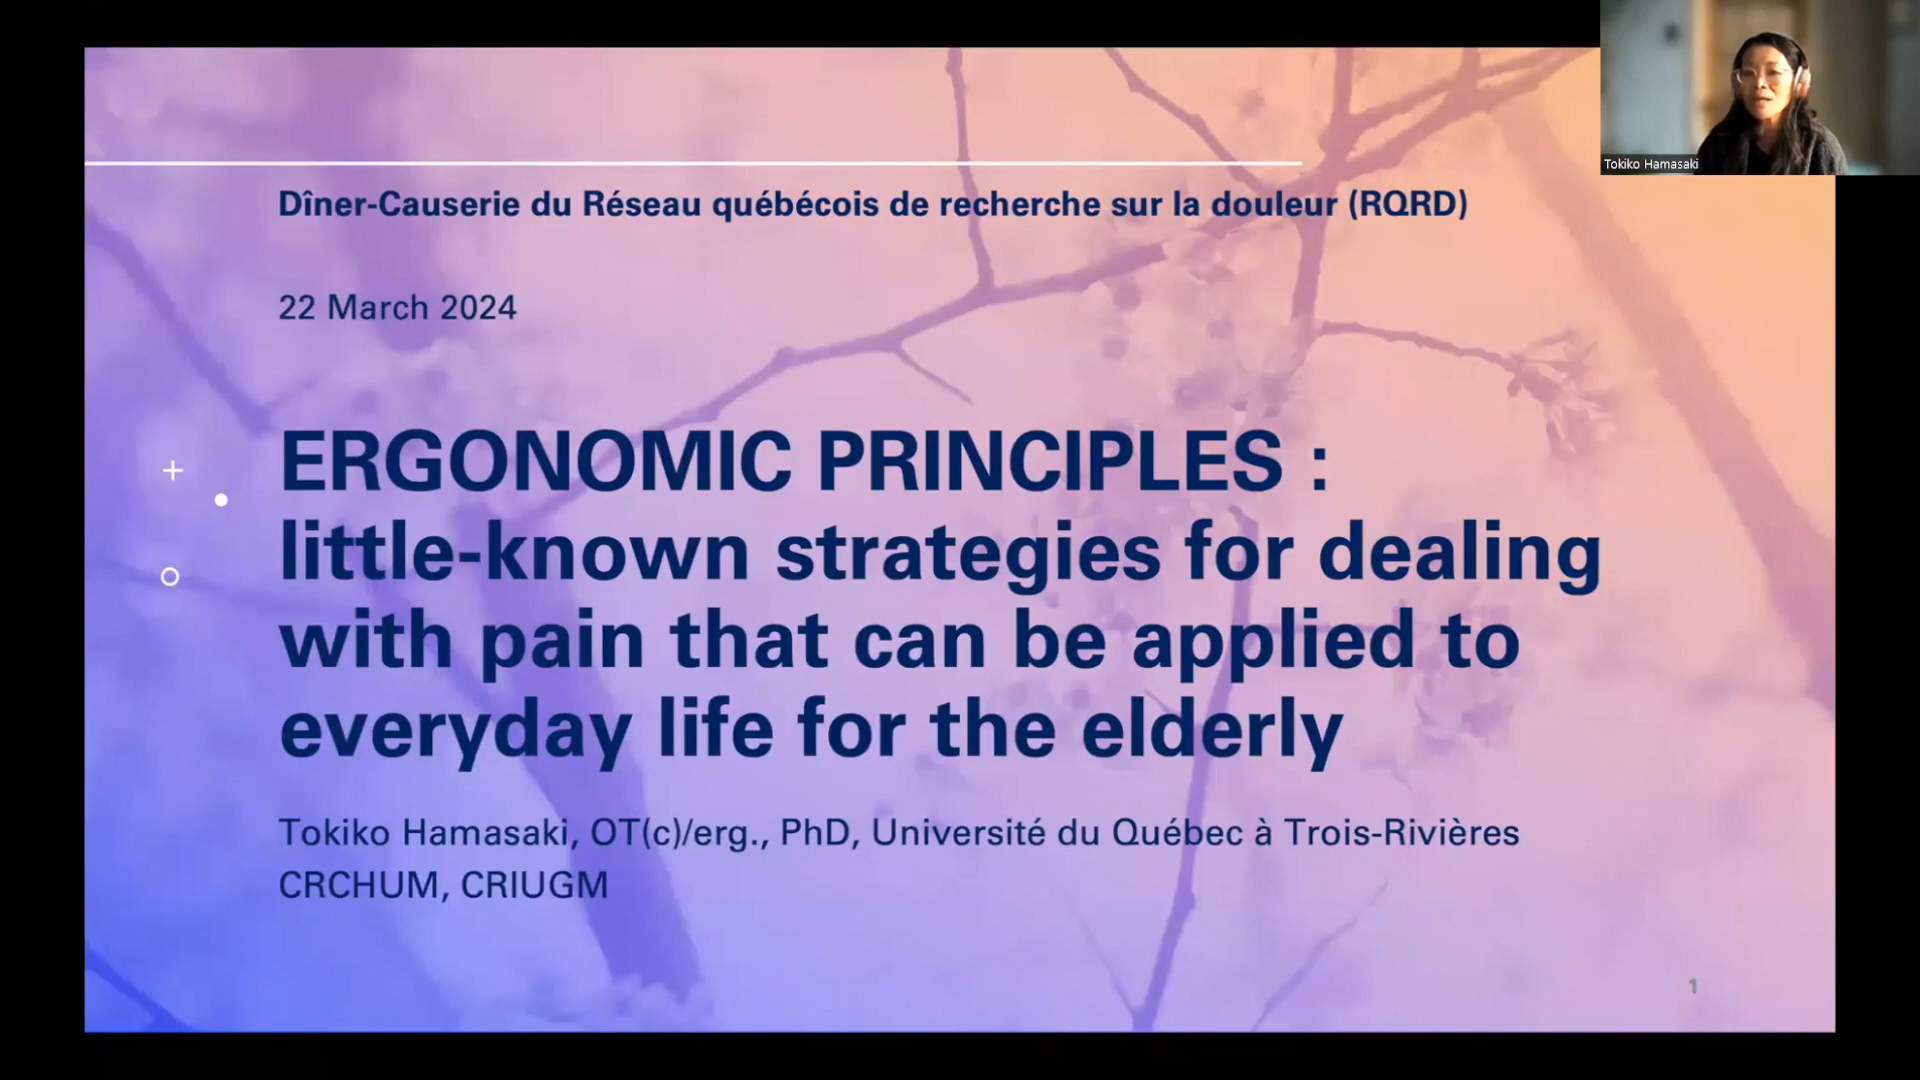 Tokiko Hamasaki
Dîner-Causerie du Réseau québécois de recherche sur la douleur (RQRD)
22 March 2024
ERGONOMIC PRINCIPLES :
little-known strategies for dealing
with pain that can be applied to
everyday life for the elderly
Tokiko Hamasaki, OT(c)/erg., PhD, Université du Québec à Trois-Rivières
CRCHUM, CRIUGM
1